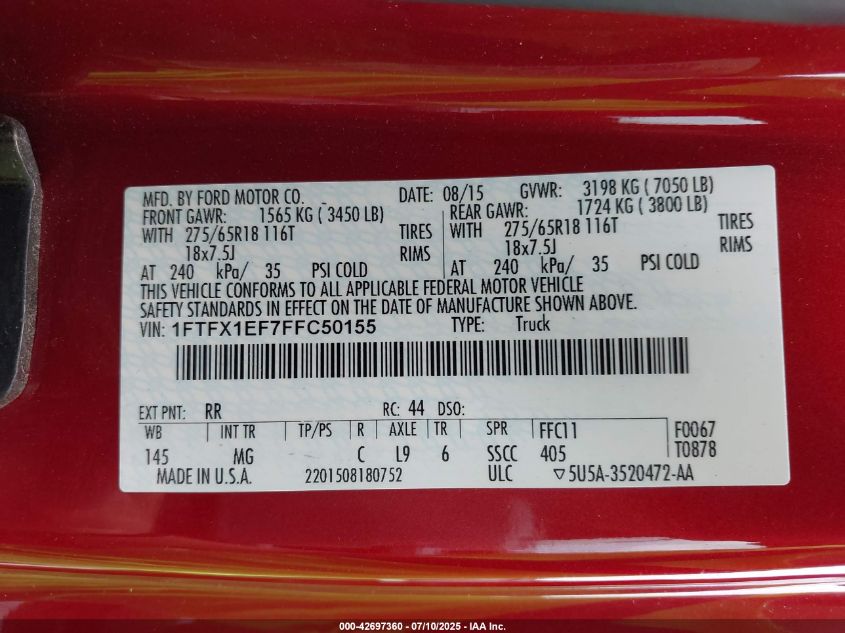 MFD. BY FORD MOTOR CO. DATE: 08/15 GVWR: 3198 KG ( 7050 LB)
FRONT GAWR: 1565 KG ( 3450 LB) REAR GAWR: 1724 KG ( 3800 LB)
WITH 275/65R18 116T TIRES WITH 275/65R18 116T TIRES
18x7.5J RIMS 18x7.5J RIMS
AT 240 kPa/ 35 PSI COLD AT 240 kPa/ 35 PSI COLD
THIS VEHICLE CONFORMS TO ALL APPLICABLE FEDERAL MOTOR VEHICLE
SAFETY STANDARDS IN EFFECT ON THE DATE OF MANUFACTURE SHOWN ABOVE.
VIN: 1FTFX1EF7FFC50155 TYPE: Truck
EXT PNT: RR RC: 44 DSO:
WB INT TR TP/PS R AXLE TR SPR FFC11 F0067
145 MG C L9 6 SSCC 405 T0878
MADE IN U.S.A. 2201508180752 ULC ▽5U5A-3520472-AA
000-42697360 - 07/10/2025 - IAA Inc.